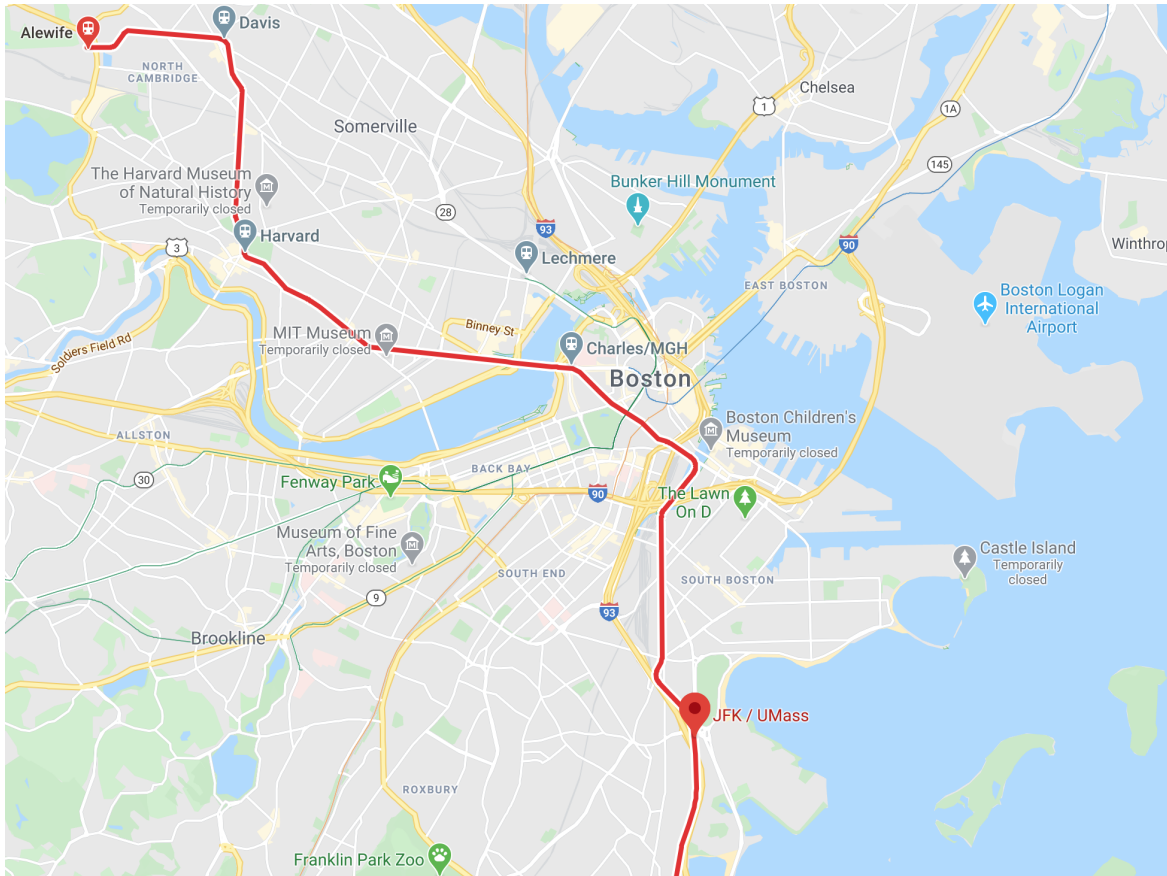 Alewife
Davis
NORTH
CAMBRIDGE
Chelsea
1
1A
Somerville
145
The Harvard Museum
of Natural History
Temporarily closed
Bunker Hill Monument
28
93
Harvard
3
Lechmere
90
Winthrop
EAST BOSTON
Boston Logan
International
Airport
Binney St
MIT Museum
Temporarily closed
Soldiers Field Rd
Charles/MGH
Boston
Boston Children's
Museum
Temporarily closed
ALLSTON
BACK BAY
30
Fenway Park
90
The Lawn
On D
Museum of Fine
Arts, Boston
Temporarily closed
Castle Island
Temporarily
closed
SOUTH END
SOUTH BOSTON
9
93
Brookline
JFK / UMass
ROXBURY
Franklin Park Zoo